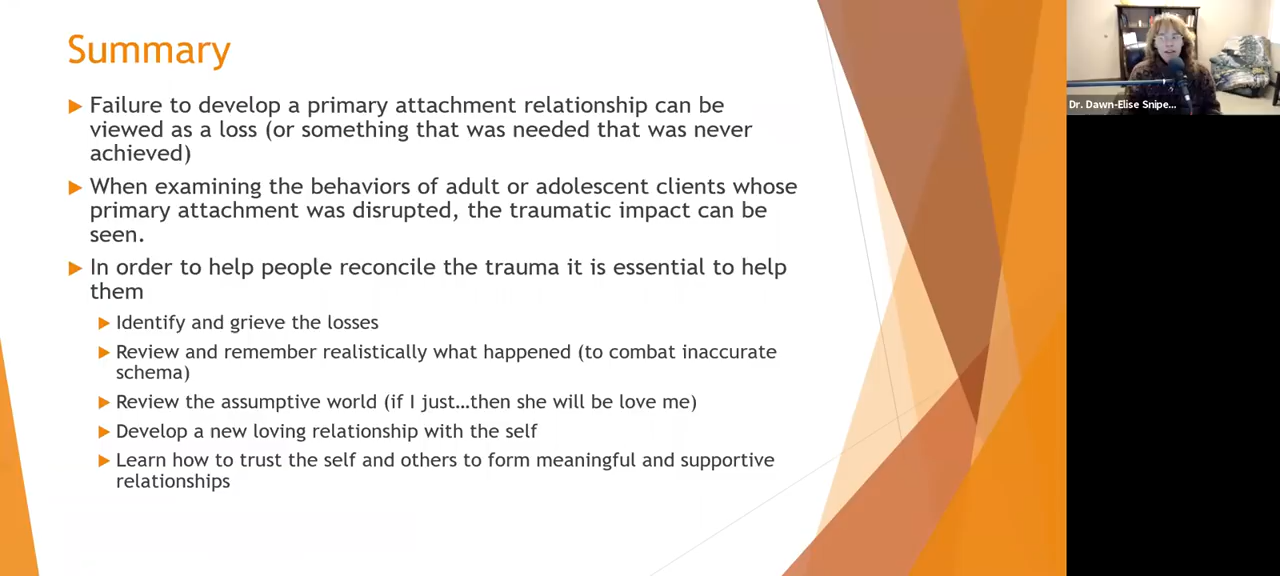 Summary
Failure to develop a primary attachment relationship can be
viewed as a loss (or something that was needed that was never
achieved)
When examining the behaviors of adult or adolescent clients whose
primary attachment was disrupted, the traumatic impact can be
seen.
In order to help people reconcile the trauma it is essential to help
them
Identify and grieve the losses
Review and remember realistically what happened (to combat inaccurate
schema)
Review the assumptive world (if I just…then she will be love me)
Develop a new loving relationship with the self
Learn how to trust the self and others to form meaningful and supportive
relationships
Dr. Dawn-Elise Snipe...